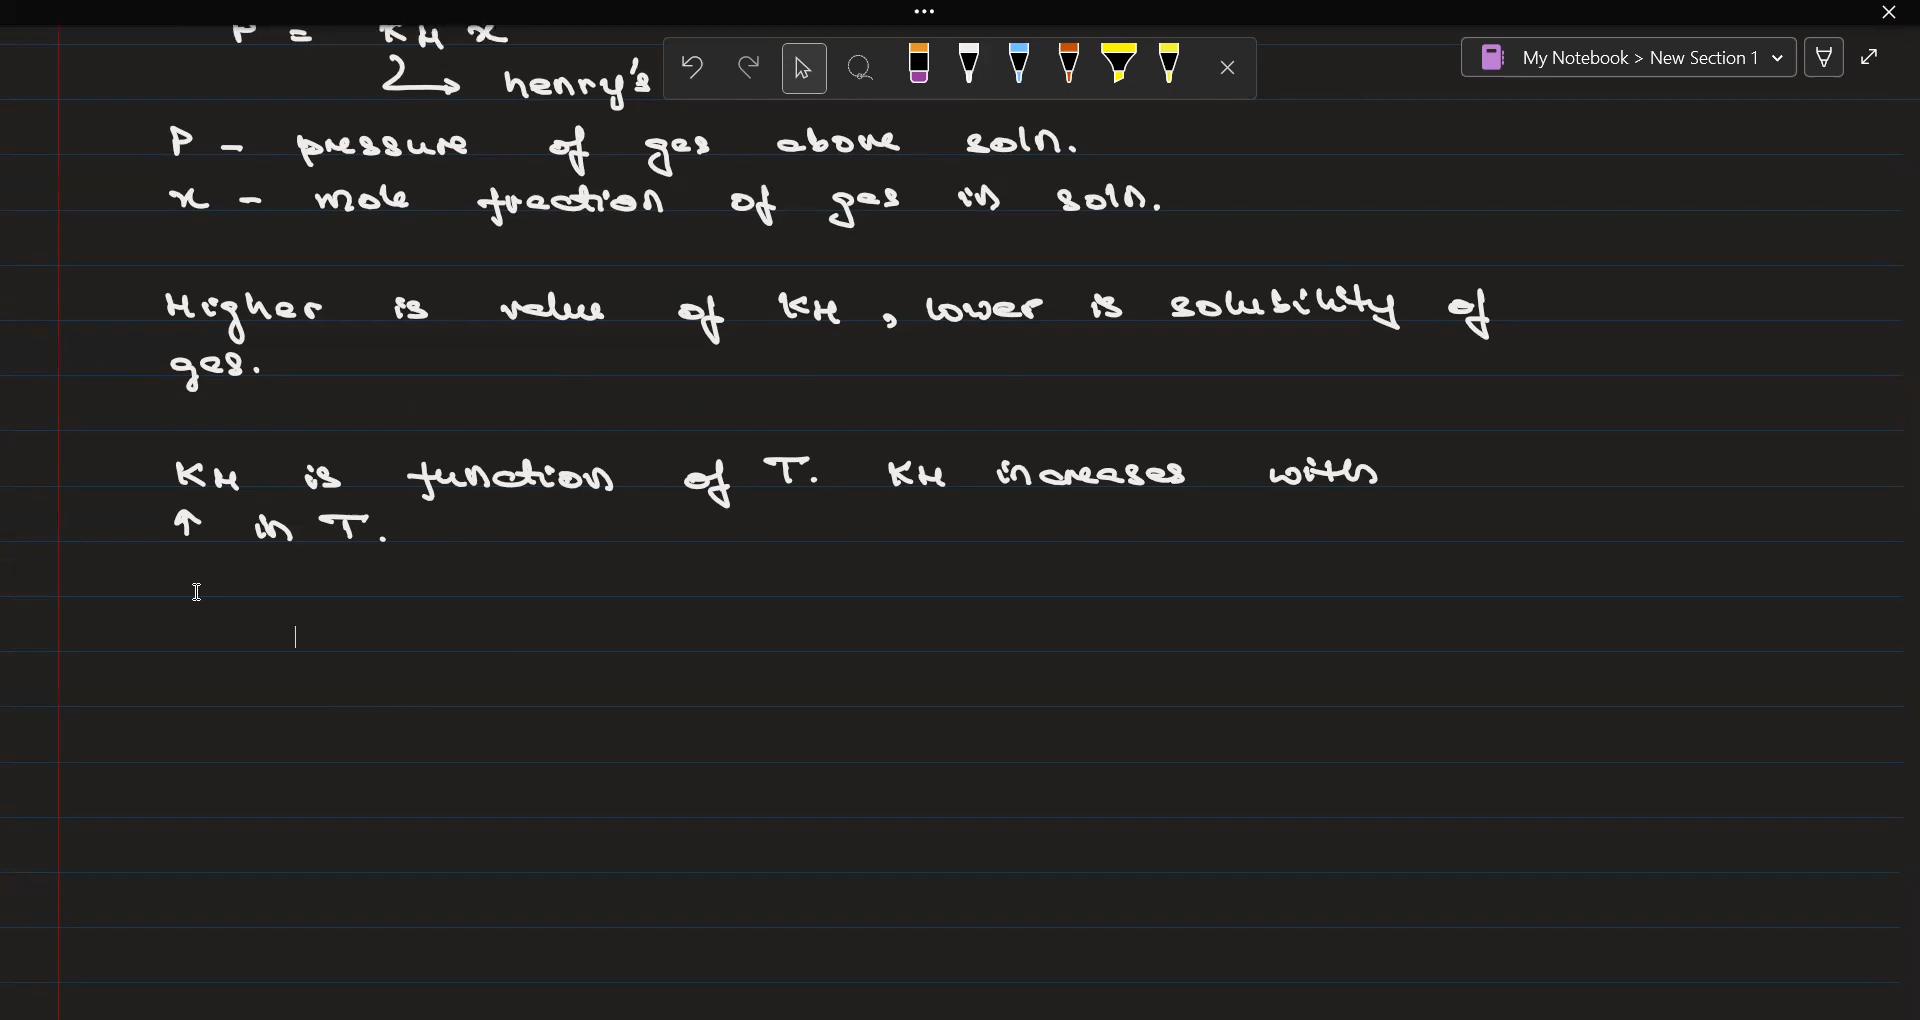 P = KH x
henry's
My Notebook > New Section 1
P - pressure of gas above soln.
x - mole fraction of gas in soln.
Higher is value of KH, lower is solubility of
gas.
KH is function of T. KH increases with
↑ in T.